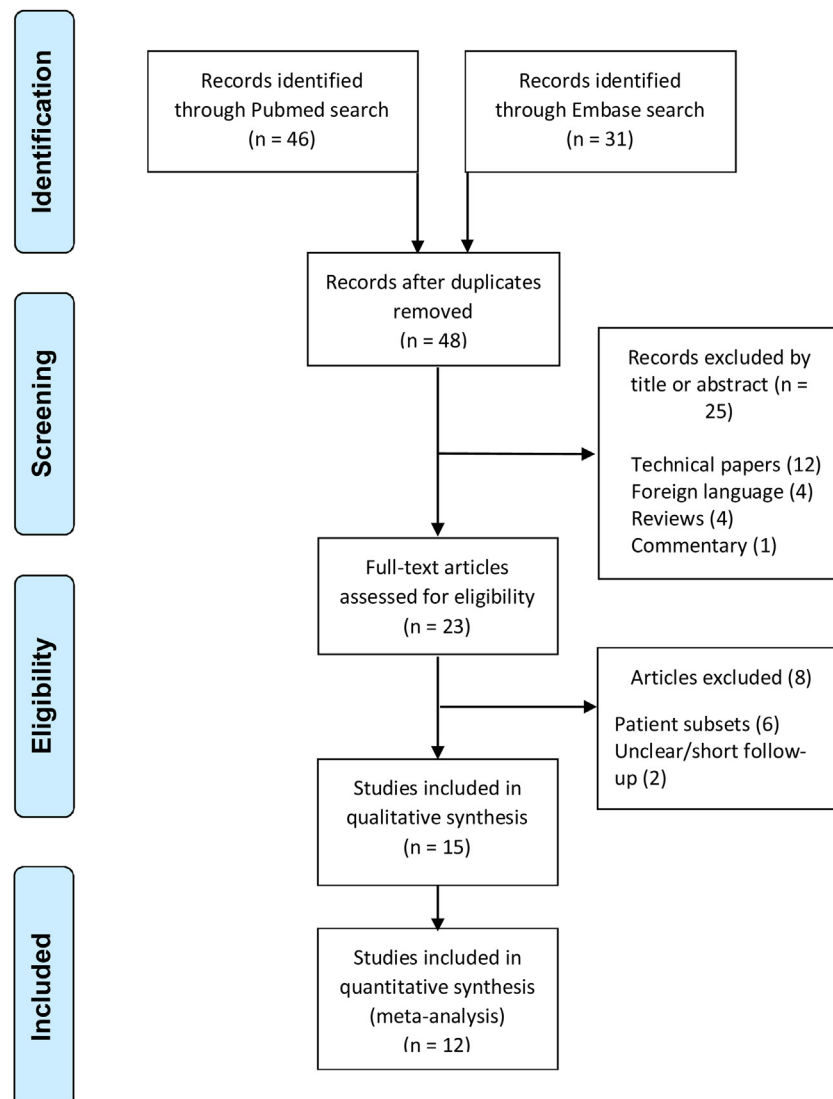 Identification
Records identified
through Pubmed search
(n = 46)
Records identified
through Embase search
(n = 31)
Records after duplicates
removed
(n = 48)
Screening
Records excluded by
title or abstract (n =
25)
Technical papers (12)
Foreign language (4)
Reviews (4)
Commentary (1)
Full-text articles
assessed for eligibility
(n = 23)
Eligibility
Articles excluded (8)
Patient subsets (6)
Unclear/short follow-
up (2)
Studies included in
qualitative synthesis
(n = 15)
Included
Studies included in
quantitative synthesis
(meta-analysis)
(n = 12)